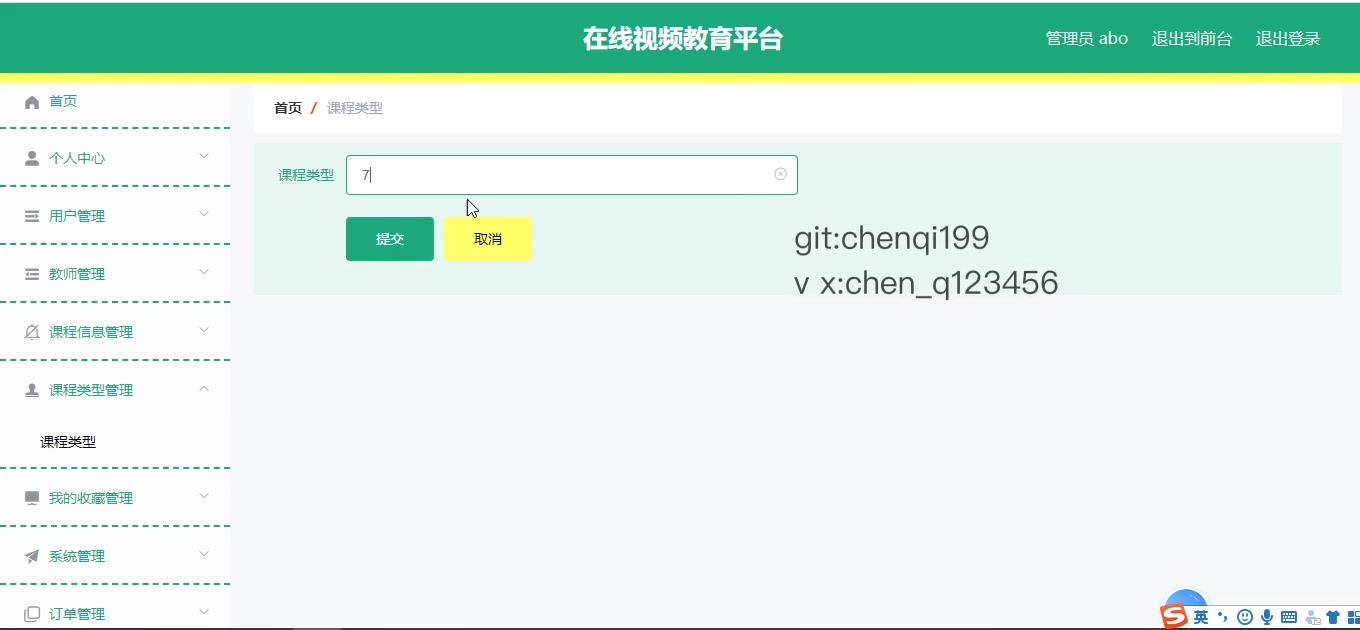 在线视频教育平台
管理员 abo 退出到前台 退出登录
首页
个人中心
用户管理
教师管理
课程信息管理
课程类型管理
课程类型
我的收藏管理
系统管理
订单管理
首页 / 课程类型
课程类型 7
提交 取消
git:chenqi199
v x:chen_q123456
英